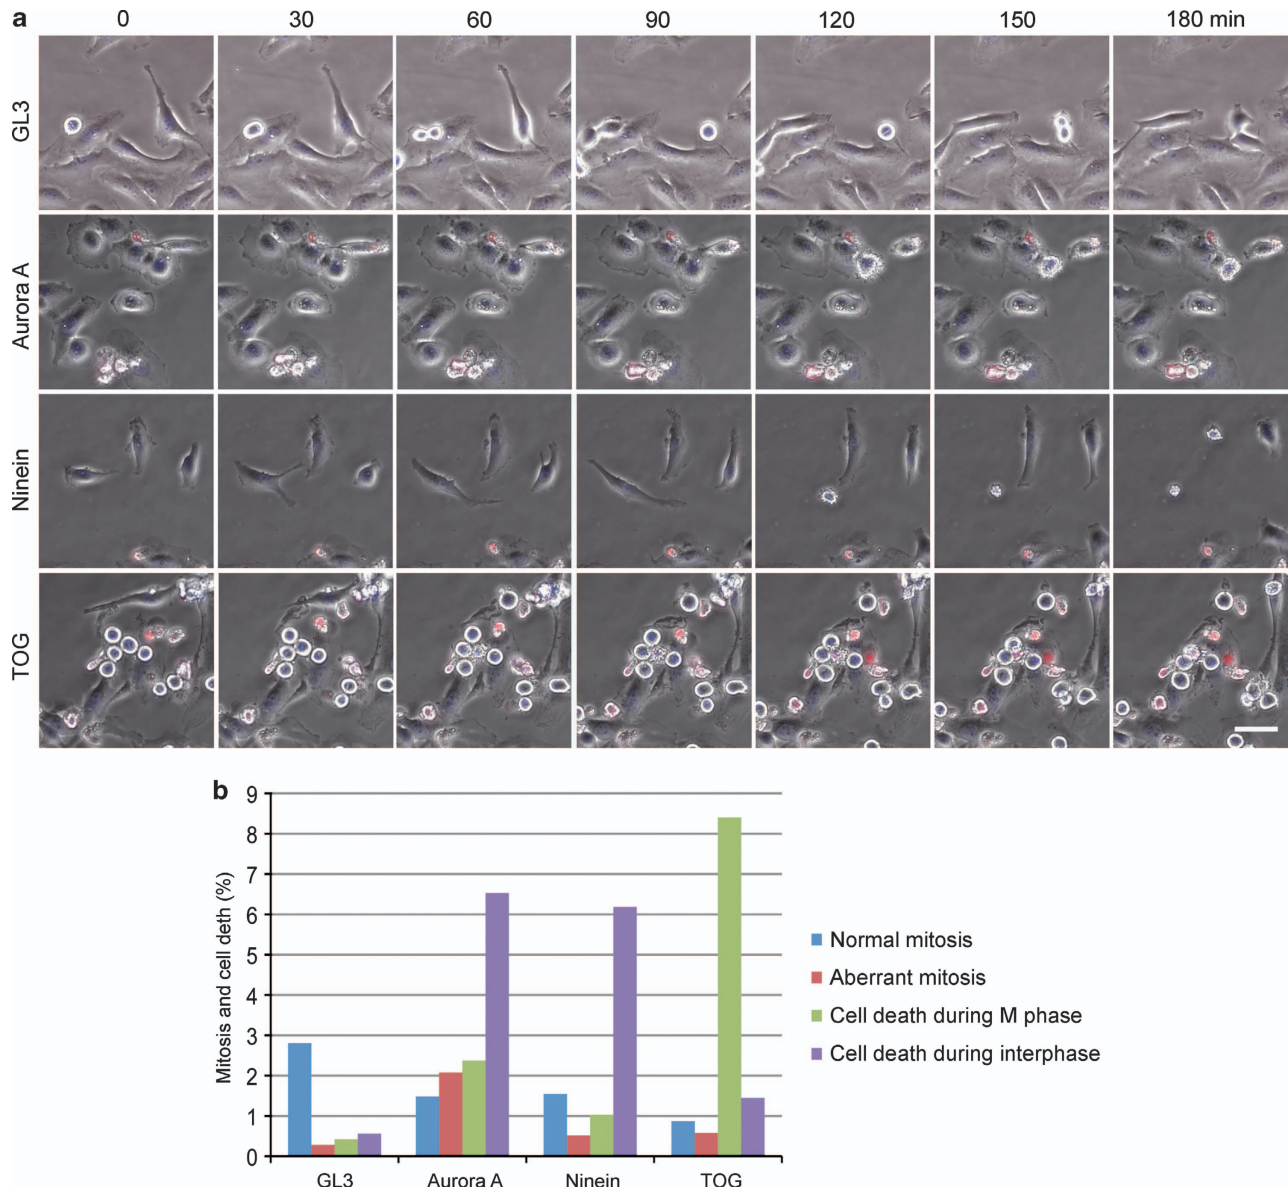 a 0 30 60 90 120 150 180 min
GL3
Aurora A
Ninein
TOG
b
Mitosis and cell deth (%)
9
8
7
6
5
4
3
2
1
0
GL3 Aurora A Ninein TOG
Normal mitosis
Aberrant mitosis
Cell death during M phase
Cell death during interphase